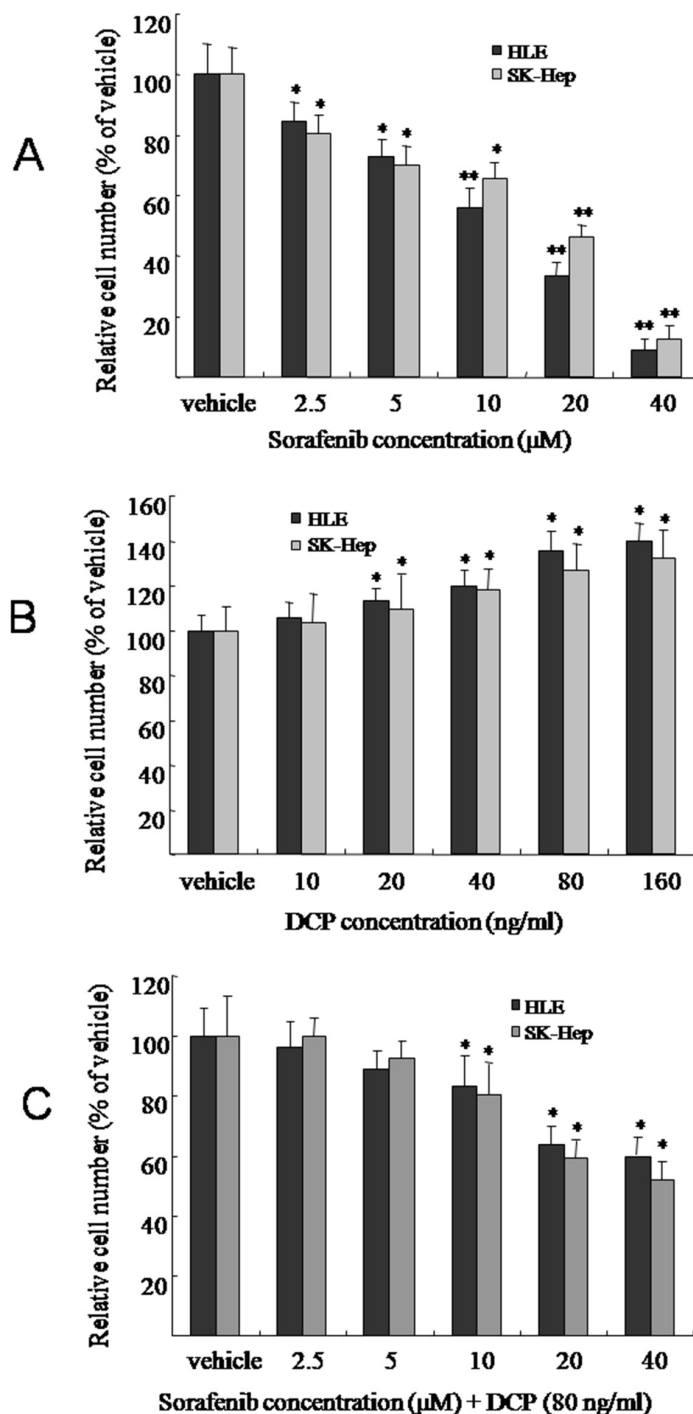 A
Relative cell number (% of vehicle)
120
100
80
60
40
20
HLE
SK-Hep
* * * * ** * ** ** ** **
vehicle 2.5 5 10 20 40
Sorafenib concentration (μM)
B
Relative cell number (% of vehicle)
160
140
120
100
80
60
40
20
HLE
SK-Hep
* * * * * * * *
vehicle 10 20 40 80 160
DCP concentration (ng/ml)
C
Relative cell number (% of vehicle)
120
100
80
60
40
20
HLE
SK-Hep
* * * * * *
vehicle 2.5 5 10 20 40
Sorafenib concentration (μM) + DCP (80 ng/ml)